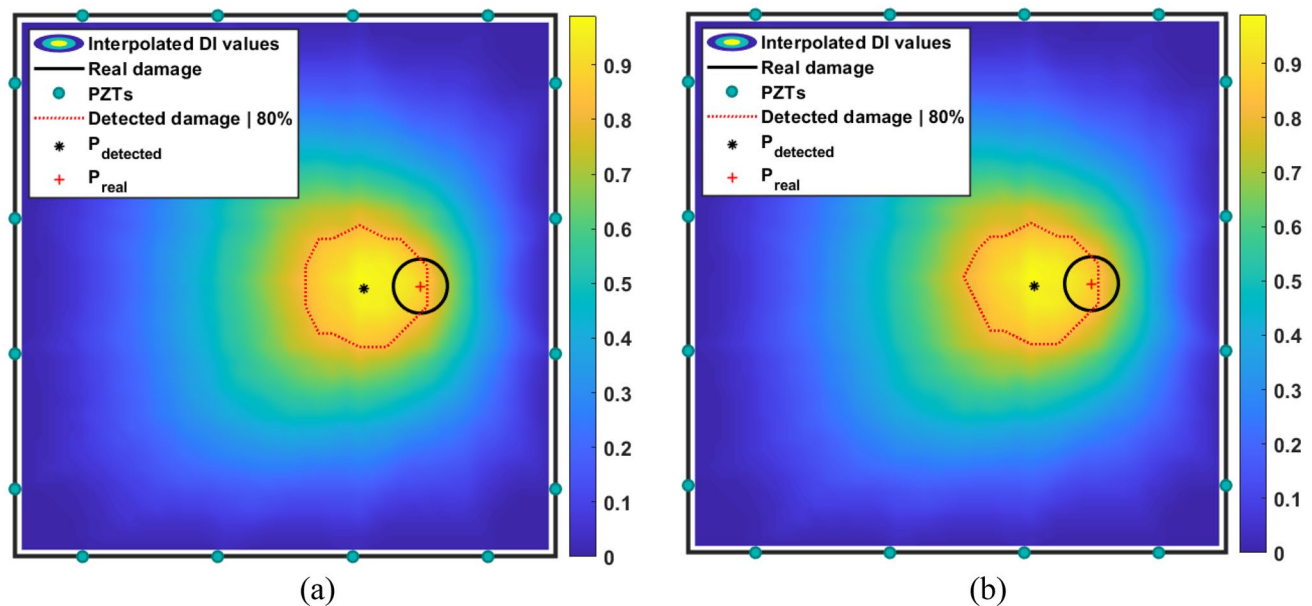 Interpolated DI values
Real damage
PZTs
Detected damage | 80%
P_detected
P_real
0.9
0.8
0.7
0.6
0.5
0.4
0.3
0.2
0.1
0
(a)
Interpolated DI values
Real damage
PZTs
Detected damage | 80%
P_detected
P_real
0.9
0.8
0.7
0.6
0.5
0.4
0.3
0.2
0.1
0
(b)